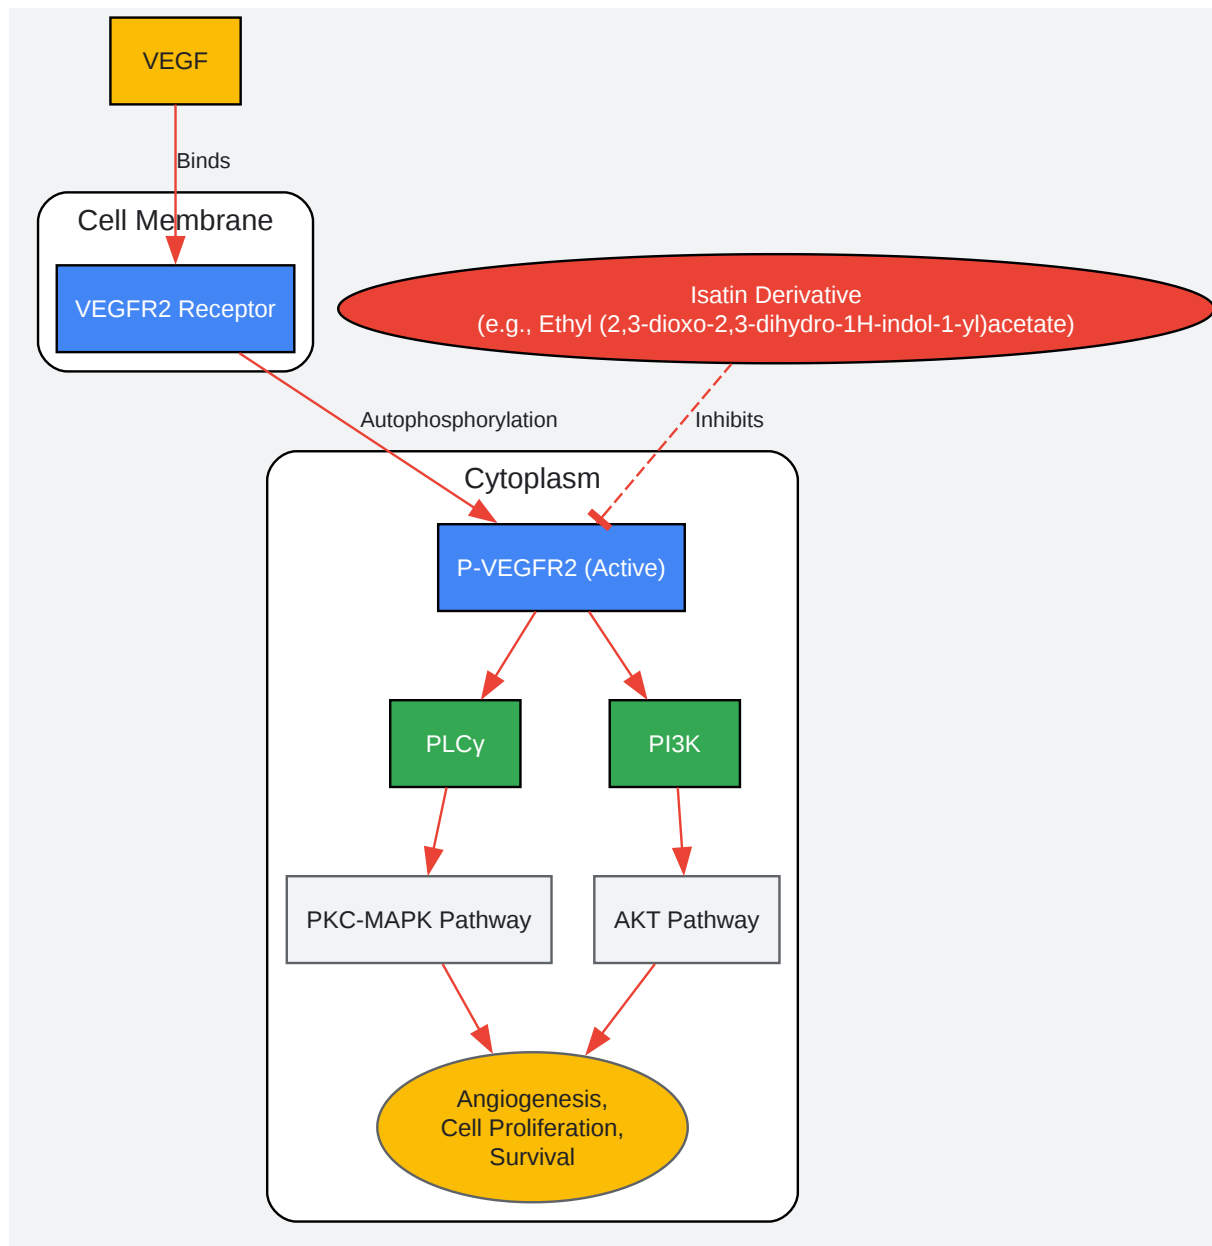 VEGF
Binds
Cell Membrane
VEGFR2 Receptor
Isatin Derivative
(e.g., Ethyl (2,3-dioxo-2,3-dihydro-1H-indol-1-yl)acetate)
Autophosphorylation
Inhibits
Cytoplasm
P-VEGFR2 (Active)
PLCγ
PI3K
PKC-MAPK Pathway
AKT Pathway
Angiogenesis,
Cell Proliferation,
Survival